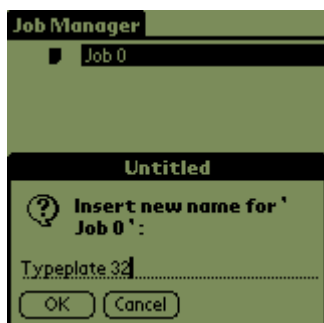 Job Manager
Job 0
Untitled
Insert new name for '
Job 0 ' :
Typeplate 32
OK Cancel